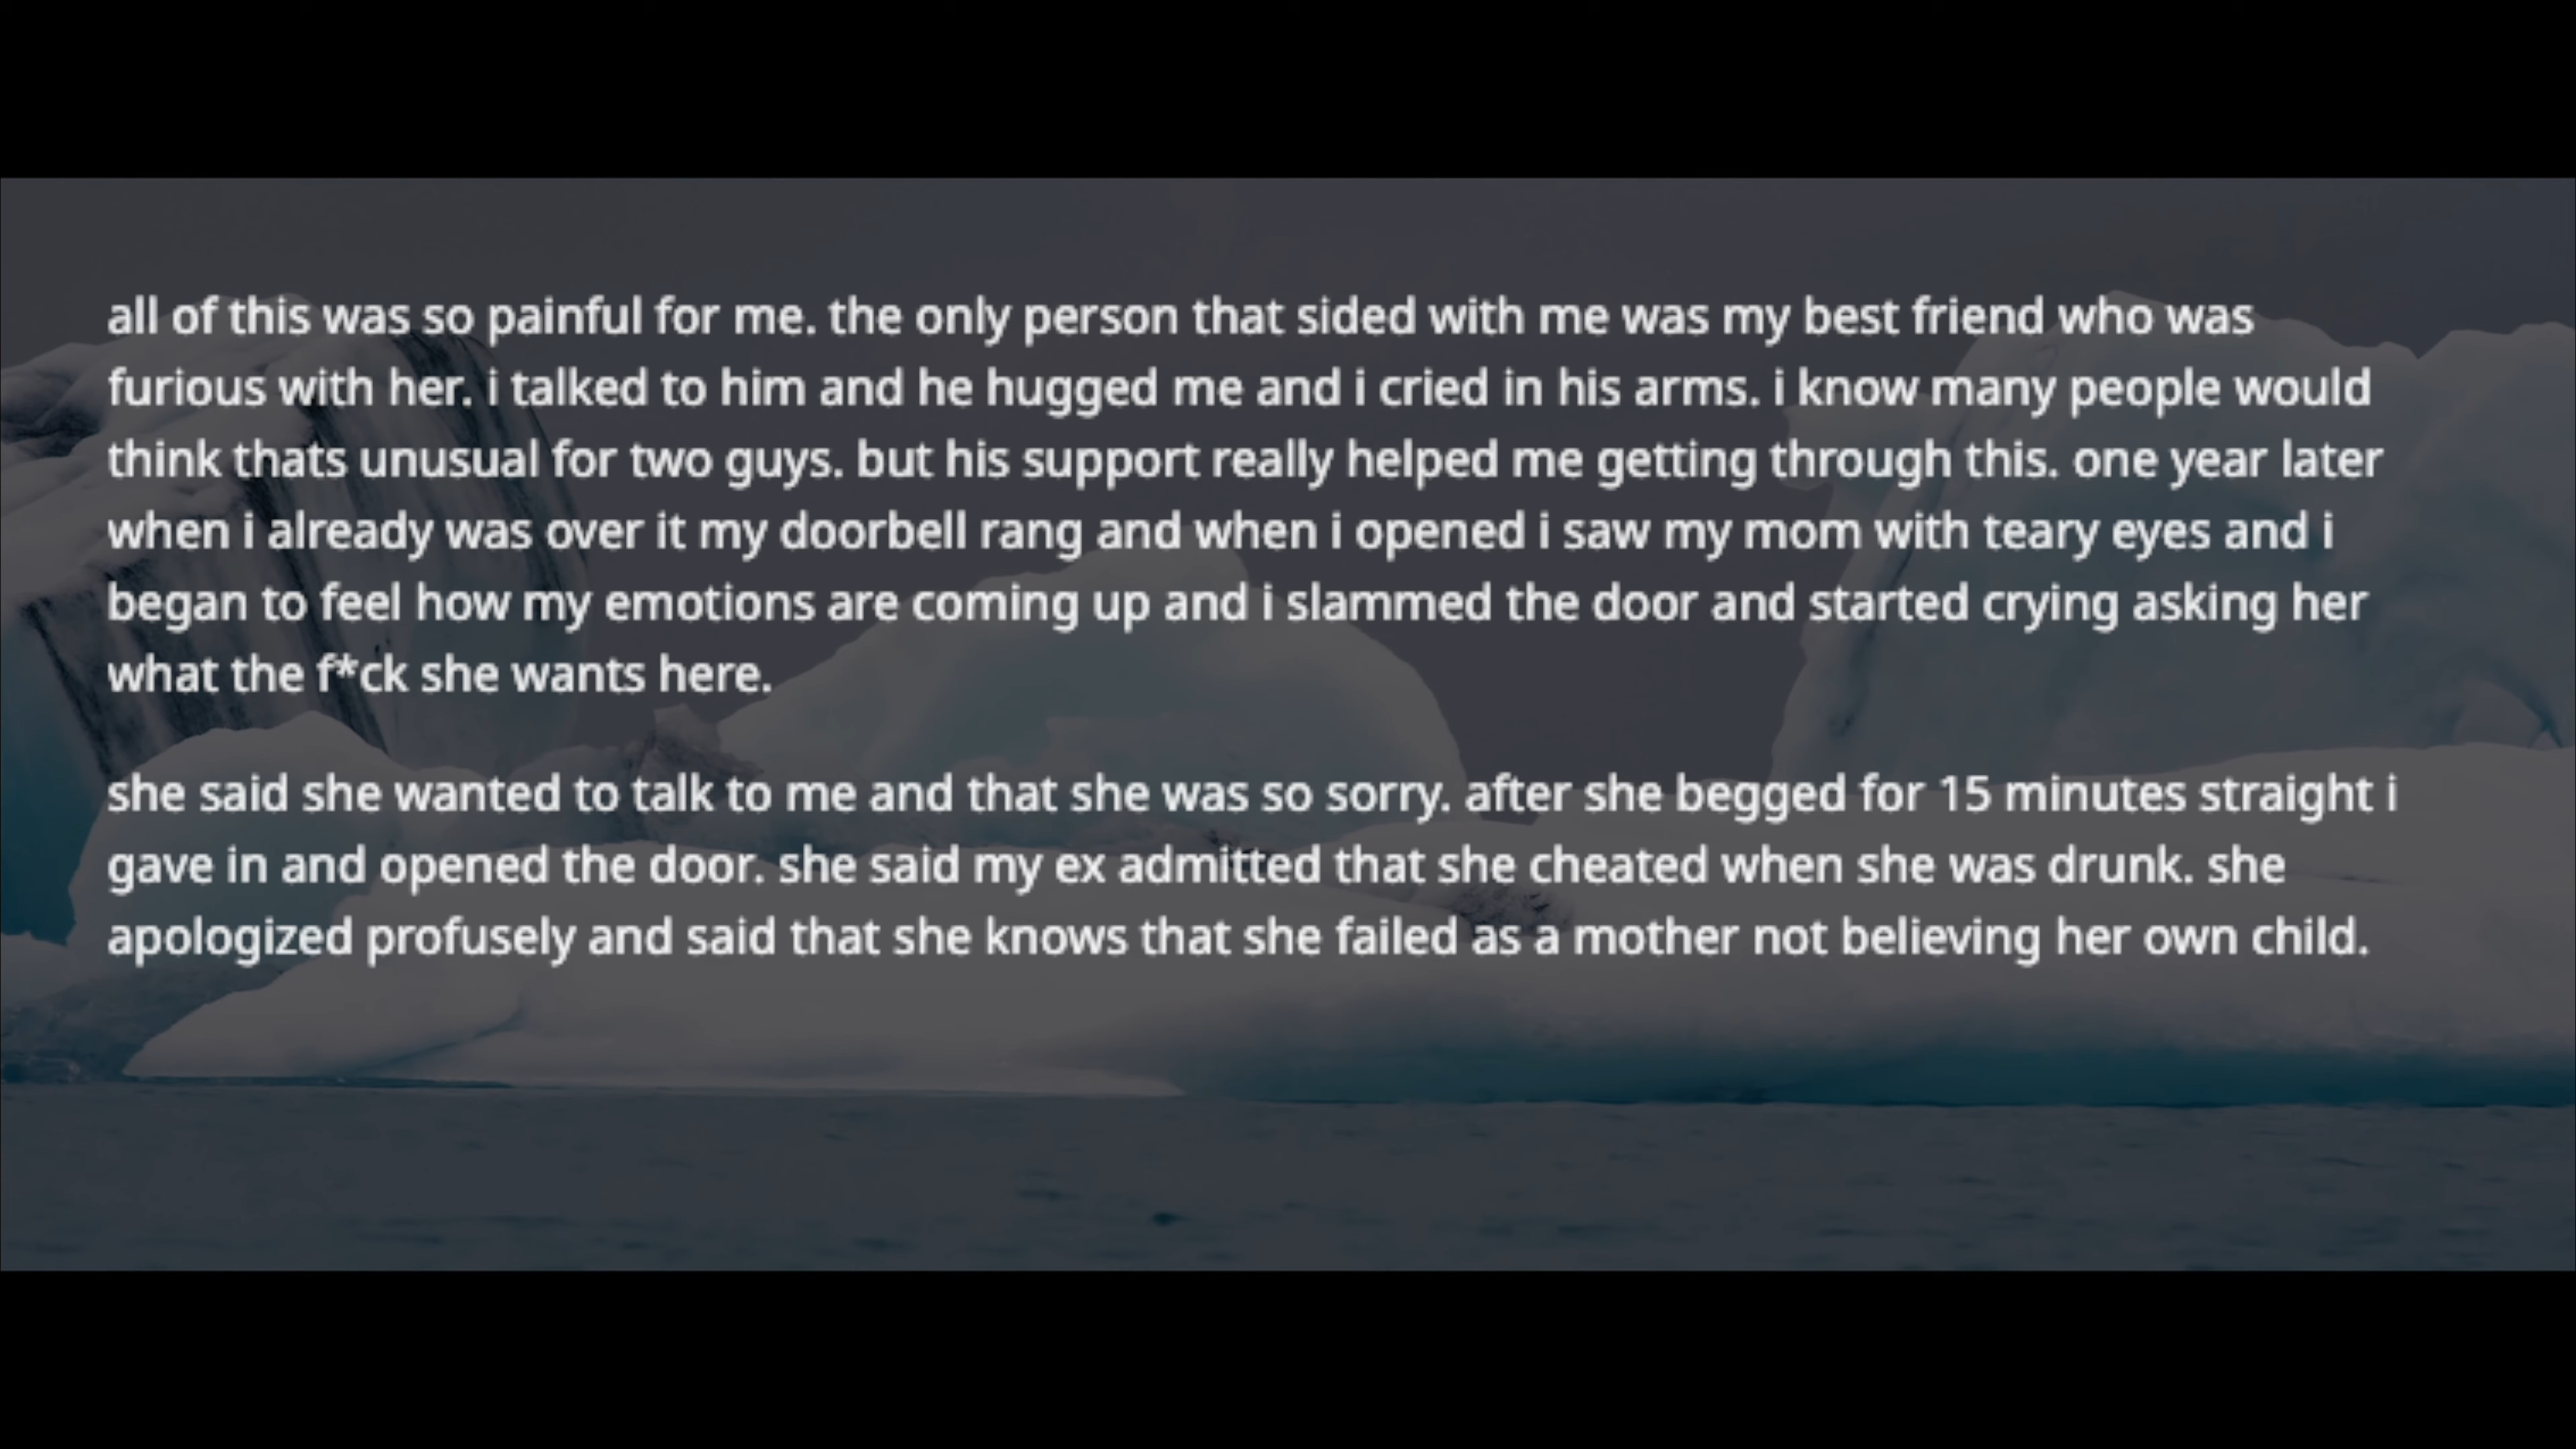 all of this was so painful for me. the only person that sided with me was my best friend who was
furious with her. i talked to him and he hugged me and i cried in his arms. i know many people would
think thats unusual for two guys. but his support really helped me getting through this. one year later
when i already was over it my doorbell rang and when i opened i saw my mom with teary eyes and i
began to feel how my emotions are coming up and i slammed the door and started crying asking her
what the f*ck she wants here.
she said she wanted to talk to me and that she was so sorry. after she begged for 15 minutes straight i
gave in and opened the door. she said my ex admitted that she cheated when she was drunk. she
apologized profusely and said that she knows that she failed as a mother not believing her own child.